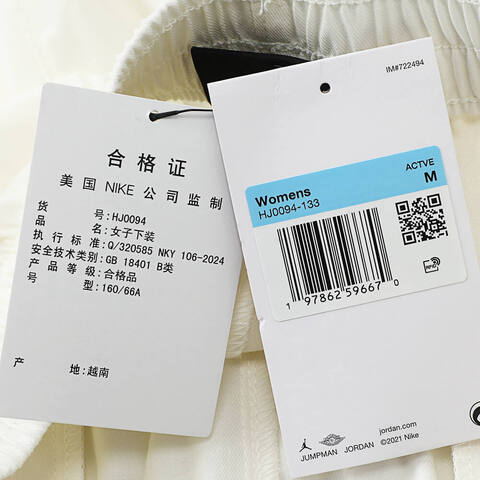 合格证
美国 NIKE 公司监制
货 号: HJ0094
品 名: 女子下装
执行标准: Q/320585 NKY 106-2024
安全技术类别: GB 18401 B类
产品等级: 合格品
号 型: 160/66A
产 地: 越南
IM#722494
ACTVE
M
Womens
HJ0094-133
1 97862 59667 0
RFID
JUMPMAN JORDAN
jordan.com
©2021 Nike